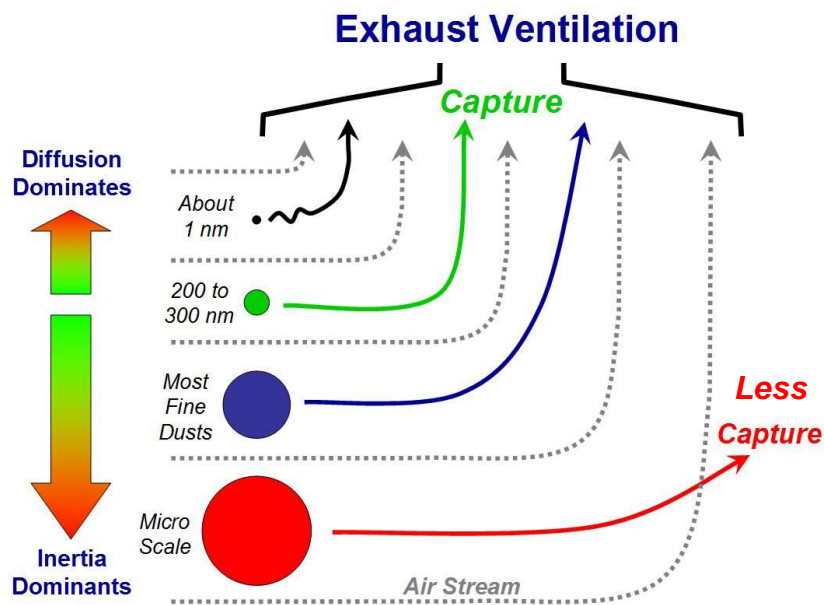 Exhaust Ventilation
Capture
Diffusion
Dominates
About
1 nm
200 to
300 nm
Most
Fine
Dusts
Less
Capture
Micro
Scale
Inertia
Dominants
Air Stream